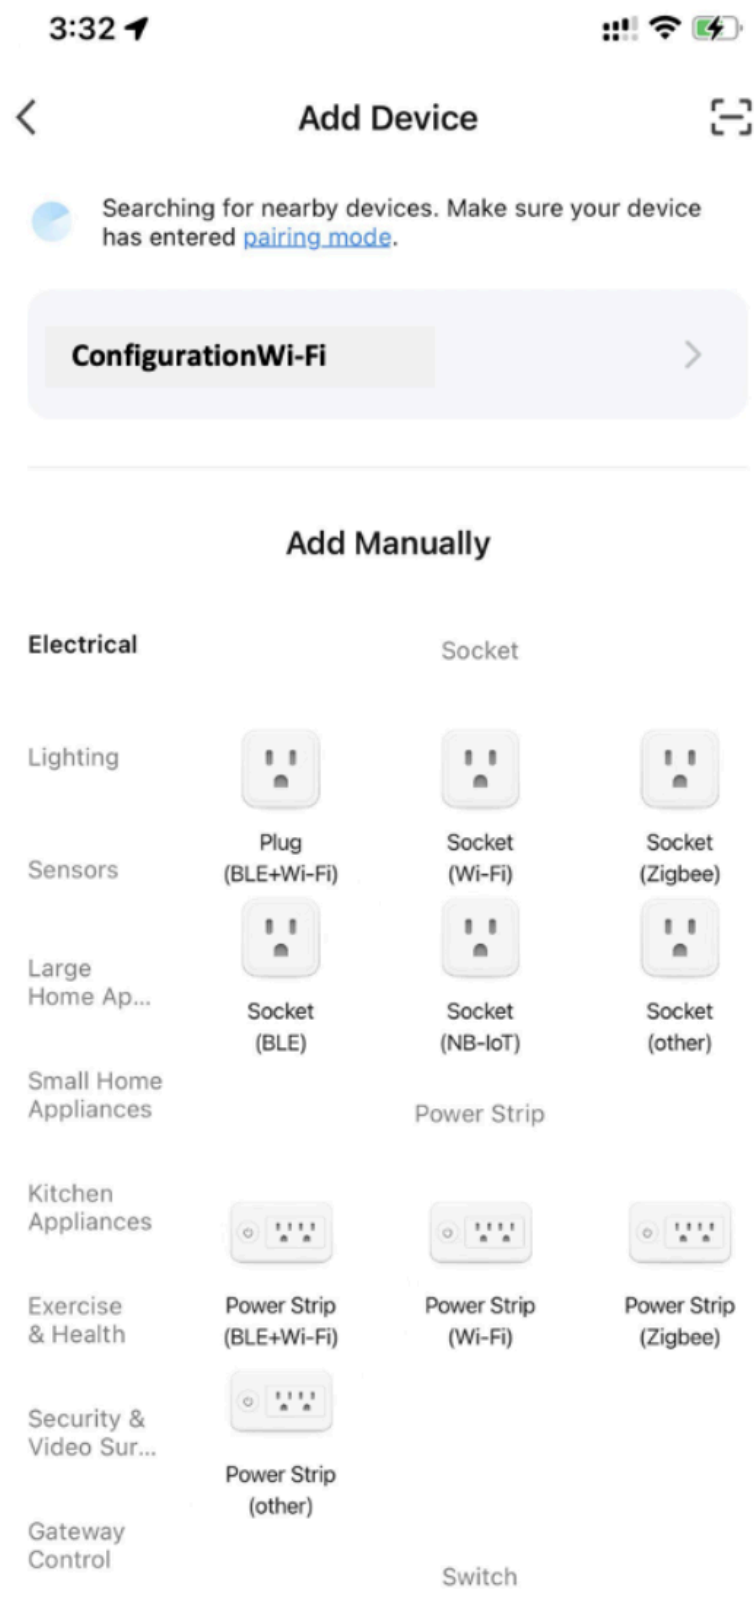 3:32
Add Device
Searching for nearby devices. Make sure your device
has entered pairing mode.
ConfigurationWi-Fi
Add Manually
Electrical
Lighting
Sensors
Large
Home Ap...
Small Home
Appliances
Kitchen
Appliances
Exercise
& Health
Security &
Video Sur...
Gateway
Control
Socket
Plug
(BLE+Wi-Fi)
Socket
(Wi-Fi)
Socket
(Zigbee)
Socket
(BLE)
Socket
(NB-IoT)
Socket
(other)
Power Strip
Power Strip
(BLE+Wi-Fi)
Power Strip
(Wi-Fi)
Power Strip
(Zigbee)
Power Strip
(other)
Switch